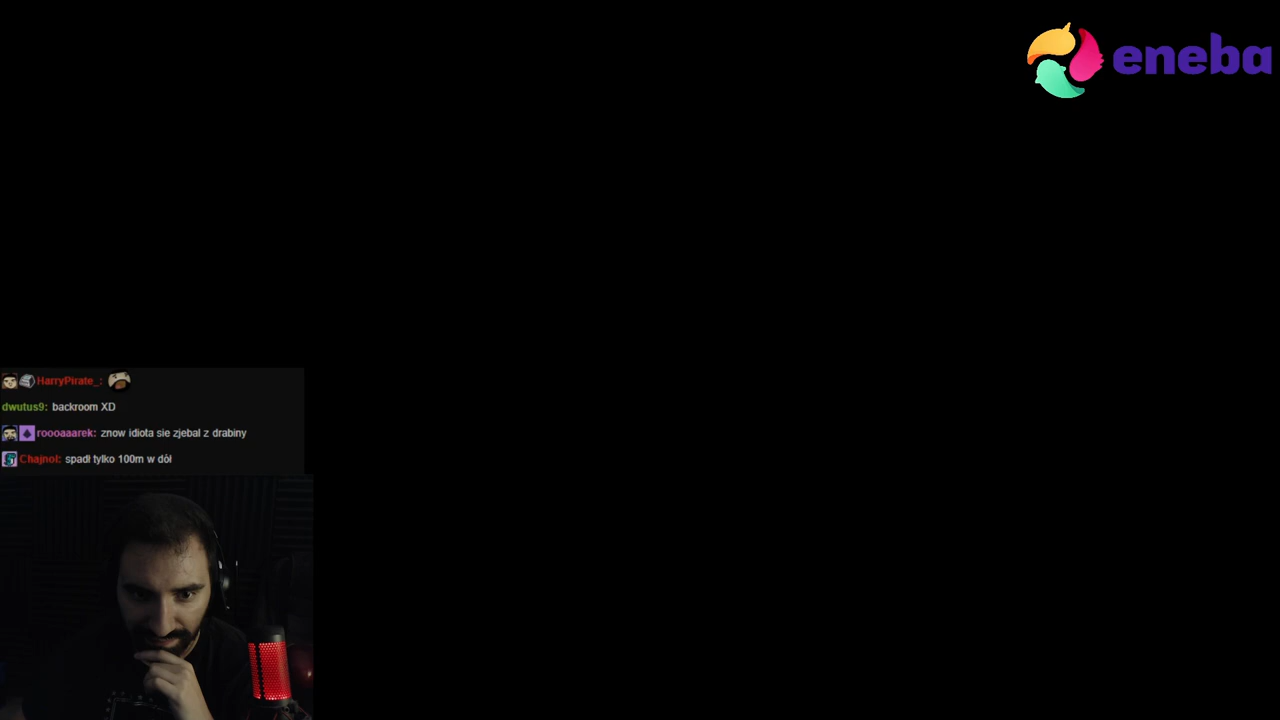 eneba
HarryPirate_:
dwutus9: backroom XD
roooaaarek: znow idiota sie zjebal z drabiny
Chajnol: spadł tylko 100m w dół